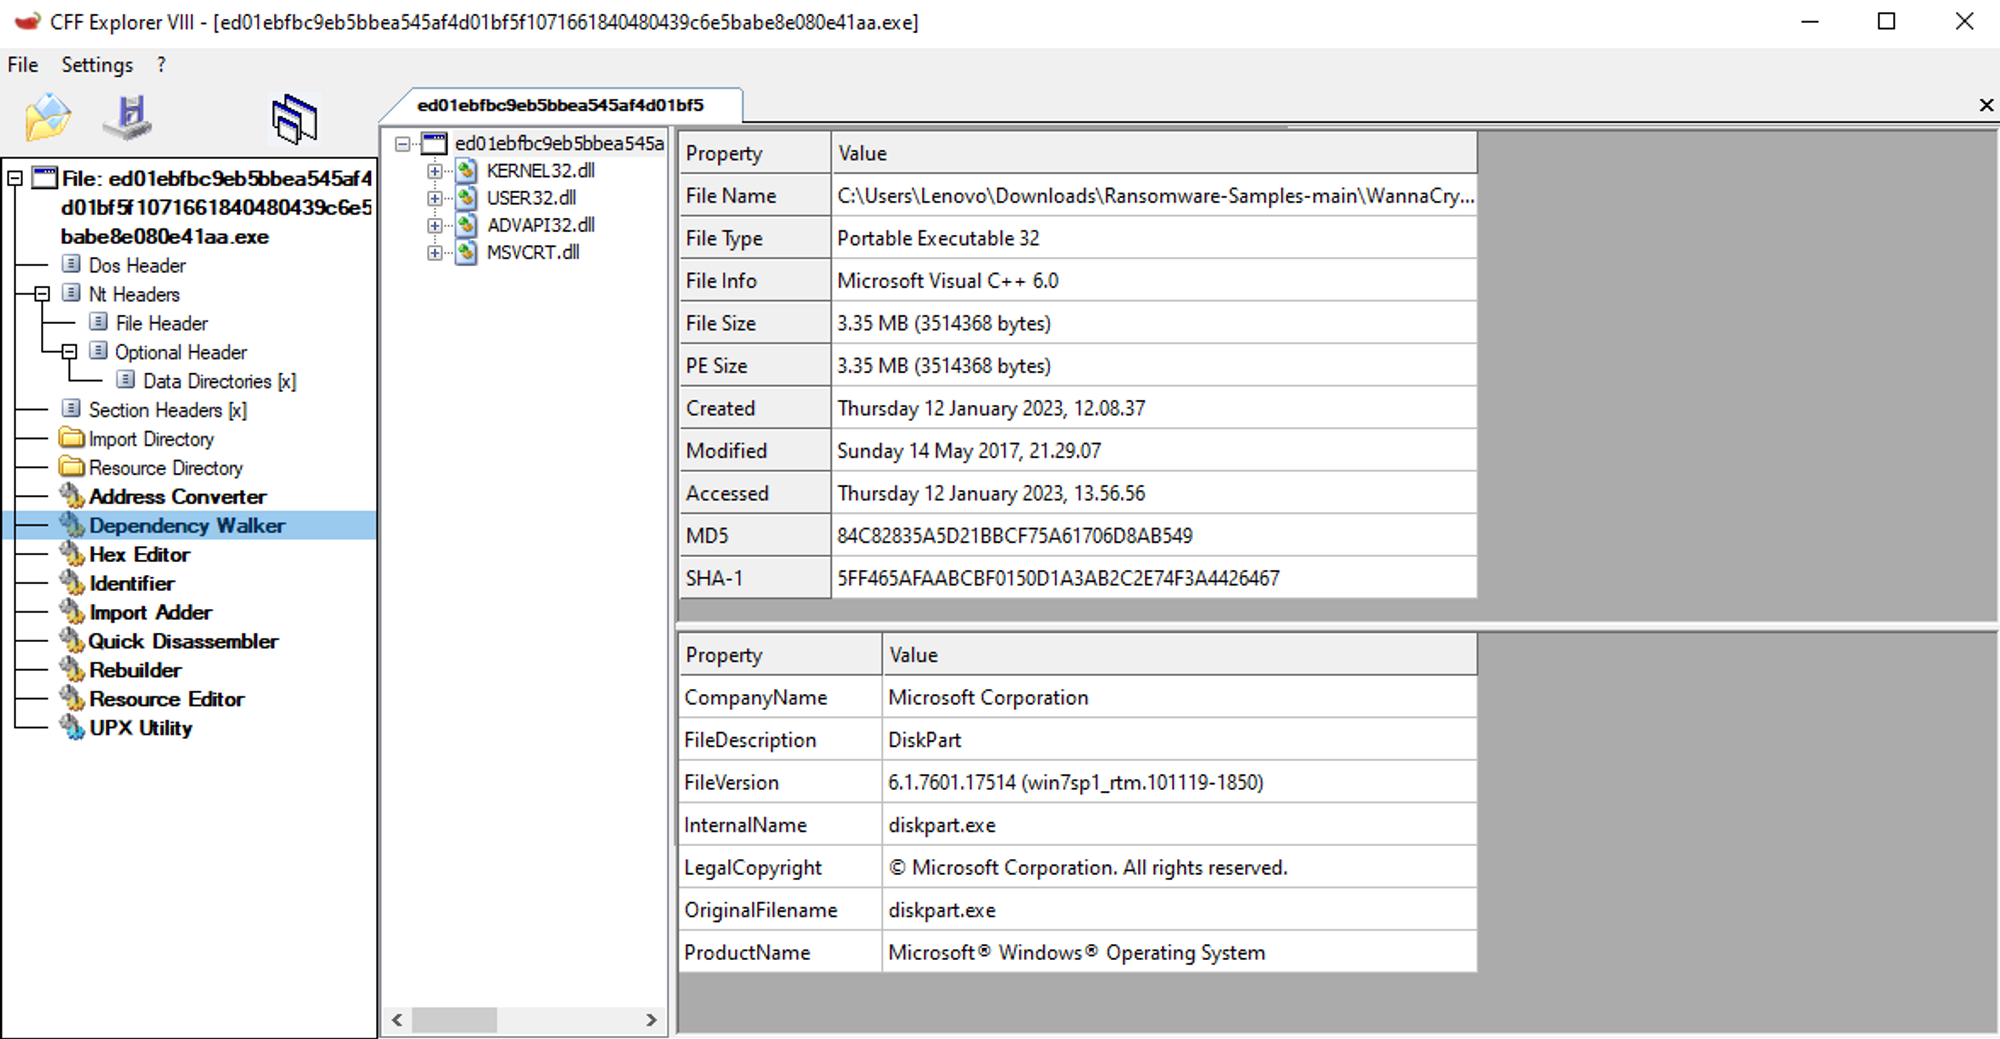 CFF Explorer VIII - [ed01ebfbc9eb5bbea545af4d01bf5f1071661840480439c6e5babe8e080e41aa.exe]
File Settings ?
ed01ebfbc9eb5bbea545af4d01bf5
File: ed01ebfbc9eb5bbea545af4
d01bf5f1071661840480439c6e5
babe8e080e41aa.exe
Dos Header
Nt Headers
File Header
Optional Header
Data Directories [x]
Section Headers [x]
Import Directory
Resource Directory
Address Converter
Dependency Walker
Hex Editor
Identifier
Import Adder
Quick Disassembler
Rebuilder
Resource Editor
UPX Utility
ed01ebfbc9eb5bbea545a
KERNEL32.dll
USER32.dll
ADVAPI32.dll
MSVCRT.dll
Property Value
File Name C:\Users\Lenovo\Downloads\Ransomware-Samples-main\WannaCry...
File Type Portable Executable 32
File Info Microsoft Visual C++ 6.0
File Size 3.35 MB (3514368 bytes)
PE Size 3.35 MB (3514368 bytes)
Created Thursday 12 January 2023, 12.08.37
Modified Sunday 14 May 2017, 21.29.07
Accessed Thursday 12 January 2023, 13.56.56
MD5 84C82835A5D21BBCF75A61706D8AB549
SHA-1 5FF465AFAABCBF0150D1A3AB2C2E74F3A4426467
Property Value
CompanyName Microsoft Corporation
FileDescription DiskPart
FileVersion 6.1.7601.17514 (win7sp1_rtm.101119-1850)
InternalName diskpart.exe
LegalCopyright © Microsoft Corporation. All rights reserved.
OriginalFilename diskpart.exe
ProductName Microsoft® Windows® Operating System